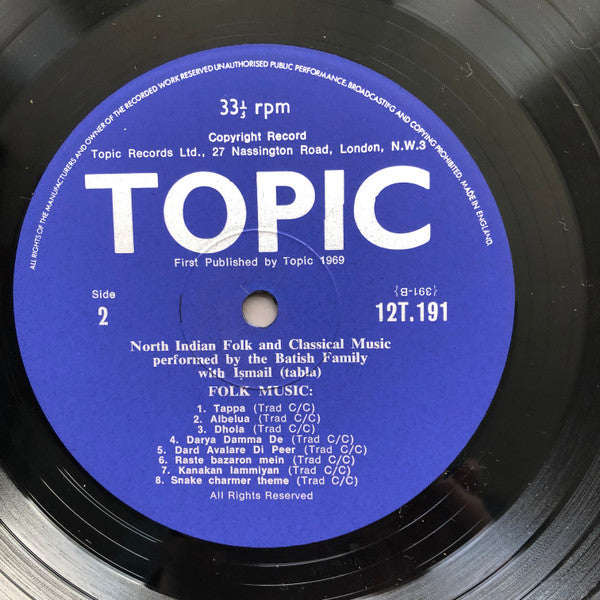 ALL RIGHTS OF THE MANUFACTURERS AND OWNER OF THE RECORDED WORK RESERVED UNAUTHORISED PUBLIC PERFORMANCE, BROADCASTING AND COPYING PROHIBITED. MADE IN ENGLAND.
33⅓ rpm
Copyright Record
Topic Records Ltd., 27 Nassington Road, London, N.W.3
TOPIC
First Published by Topic 1969
Side
2
{391-B}
12T.191
North Indian Folk and Classical Music
performed by the Batish Family
with Ismail (tabla)
FOLK MUSIC:
1. Tappa (Trad C/C)
2. Albelua (Trad C/C)
3. Dhola (Trad C/C)
4. Darya Damma De (Trad C/C)
5. Dard Avalare Di Peer (Trad C/C)
6. Raste bazaron mein (Trad C/C)
7. Kanakan lammiyan (Trad C/C)
8. Snake charmer theme (Trad C/C)
All Rights Reserved